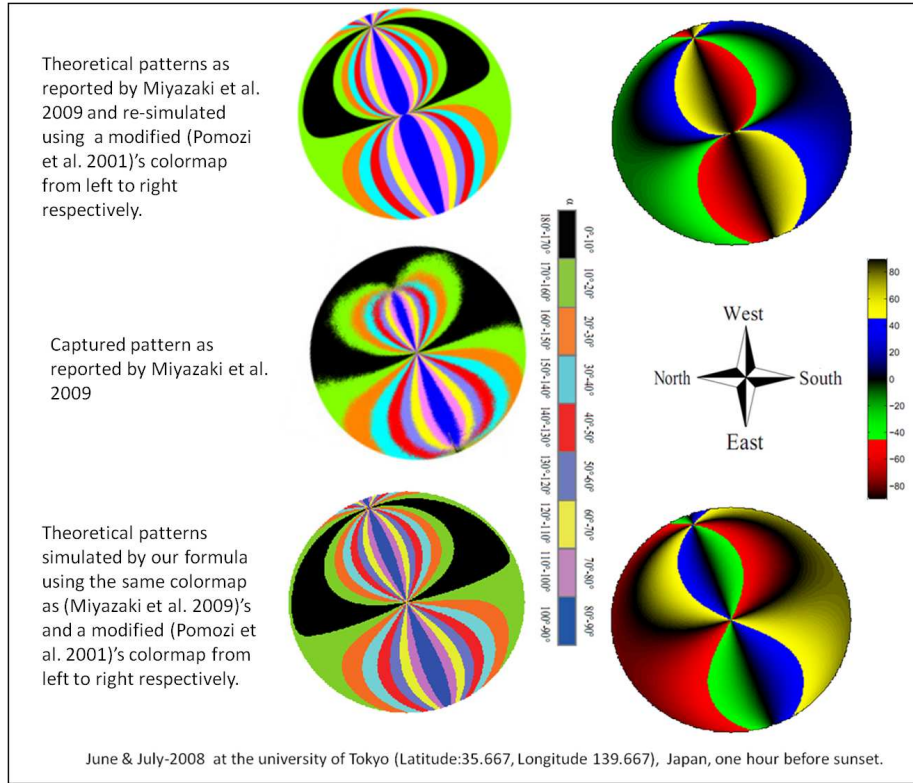 Theoretical patterns as
reported by Miyazaki et al.
2009 and re-simulated
using a modified (Pomozi
et al. 2001)'s colormap
from left to right
respectively.
Captured pattern as
reported by Miyazaki et al.
2009
Theoretical patterns
simulated by our formula
using the same colormap
as (Miyazaki et al. 2009)'s
and a modified (Pomozi et
al. 2001)'s colormap from
left to right respectively.
α
180°-170° 0°-10°
170°-160° 10°-20°
160°-150° 20°-30°
150°-140° 30°-40°
140°-130° 40°-50°
130°-120° 50°-60°
120°-110° 60°-70°
110°-100° 70°-80°
100°-90° 80°-90°
West
North
South
East
80
60
40
20
0
-20
-40
-60
-80
June & July-2008 at the university of Tokyo (Latitude:35.667, Longitude 139.667), Japan, one hour before sunset.